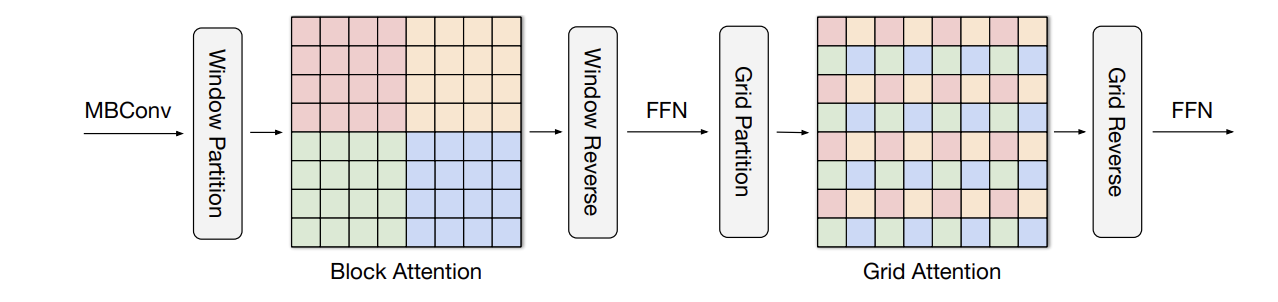 MBConv
Window Partition
Block Attention
Window Reverse
FFN
Grid Partition
Grid Attention
Grid Reverse
FFN